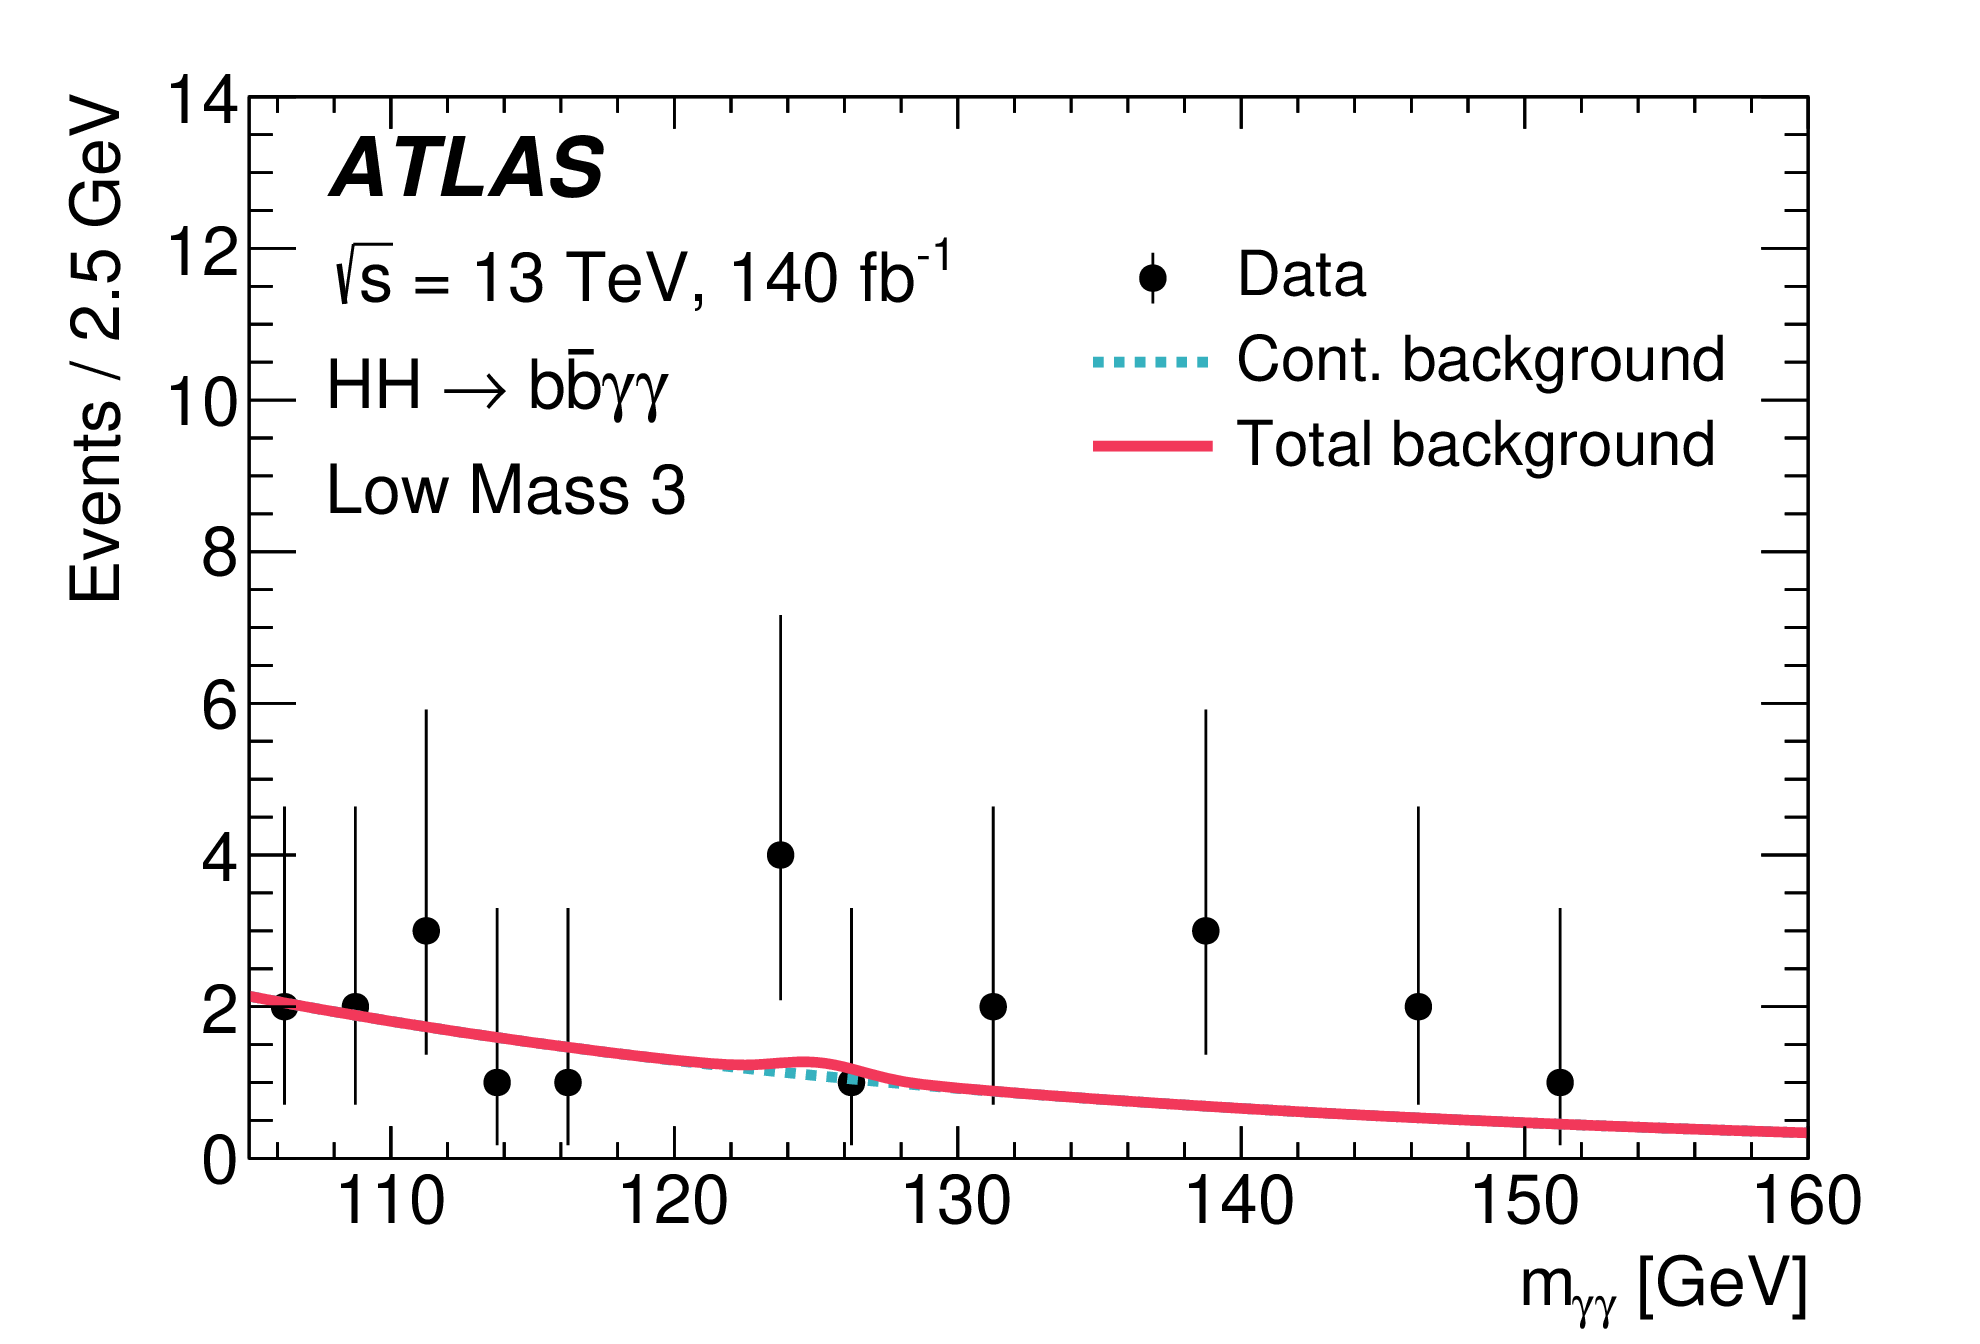 Events / 2.5 GeV
14
12
10
8
6
4
2
0
ATLAS
√s = 13 TeV, 140 fb⁻¹
HH → bb̄γγ
Low Mass 3
Data
Cont. background
Total background
110 120 130 140 150 160
mγγ [GeV]